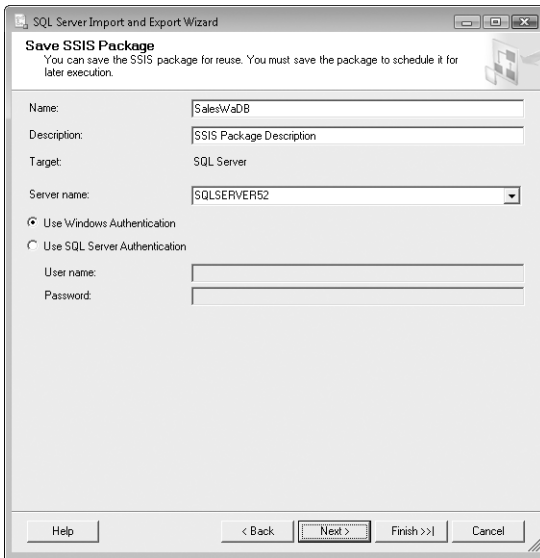 SQL Server Import and Export Wizard
Save SSIS Package
You can save the SSIS package for reuse. You must save the package to schedule it for
later execution.
Name: SalesWaDB
Description: SSIS Package Description
Target: SQL Server
Server name: SQLSERVER52
Use Windows Authentication
Use SQL Server Authentication
User name:
Password:
Help < Back Next > Finish >>| Cancel